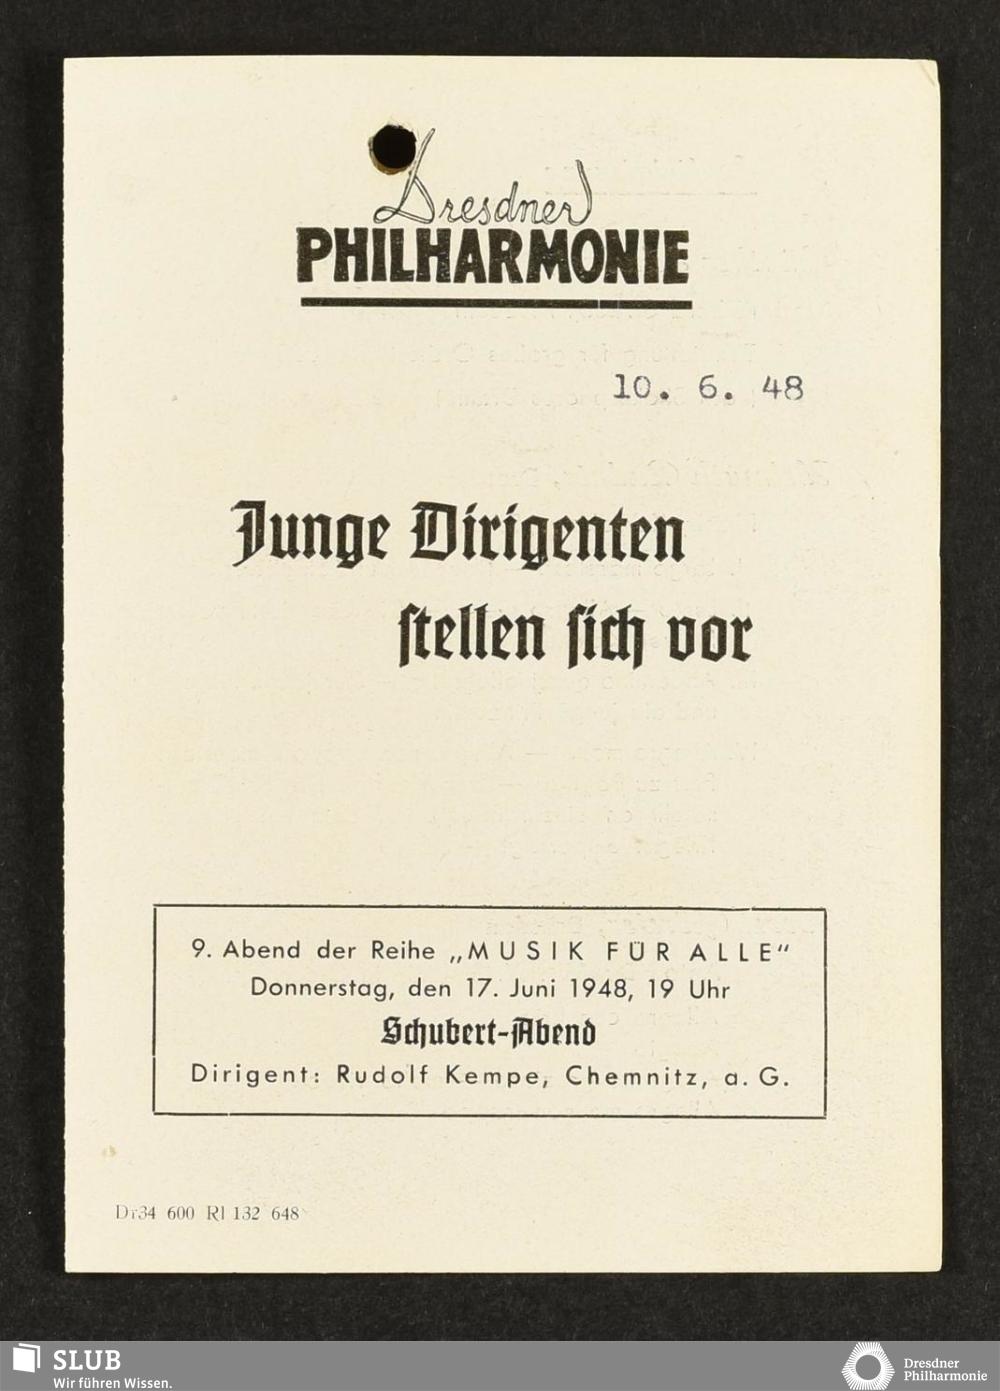 Dresdner
PHILHARMONIE
10. 6. 48
Junge Dirigenten
stellen sich vor
9. Abend der Reihe „MUSIK FÜR ALLE"
Donnerstag, den 17. Juni 1948, 19 Uhr
Schubert-Abend
Dirigent: Rudolf Kempe, Chemnitz, a. G.
Dr34 600 Rl 132 648
SLUB
Wir führen Wissen.
Dresdner
Philharmonie